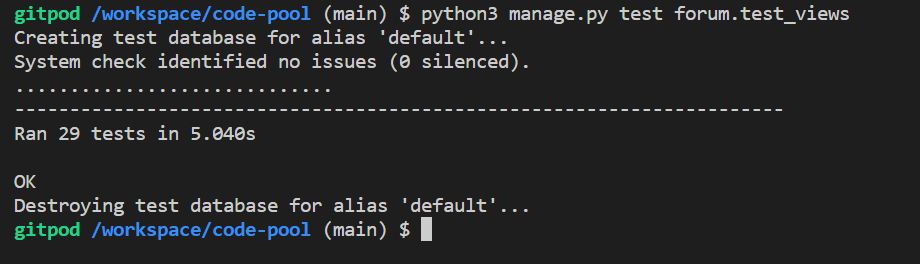 gitpod /workspace/code-pool (main) $ python3 manage.py test forum.test_views
Creating test database for alias 'default'...
System check identified no issues (0 silenced).
.............................
----------------------------------------------------------------------
Ran 29 tests in 5.040s
OK
Destroying test database for alias 'default'...
gitpod /workspace/code-pool (main) $